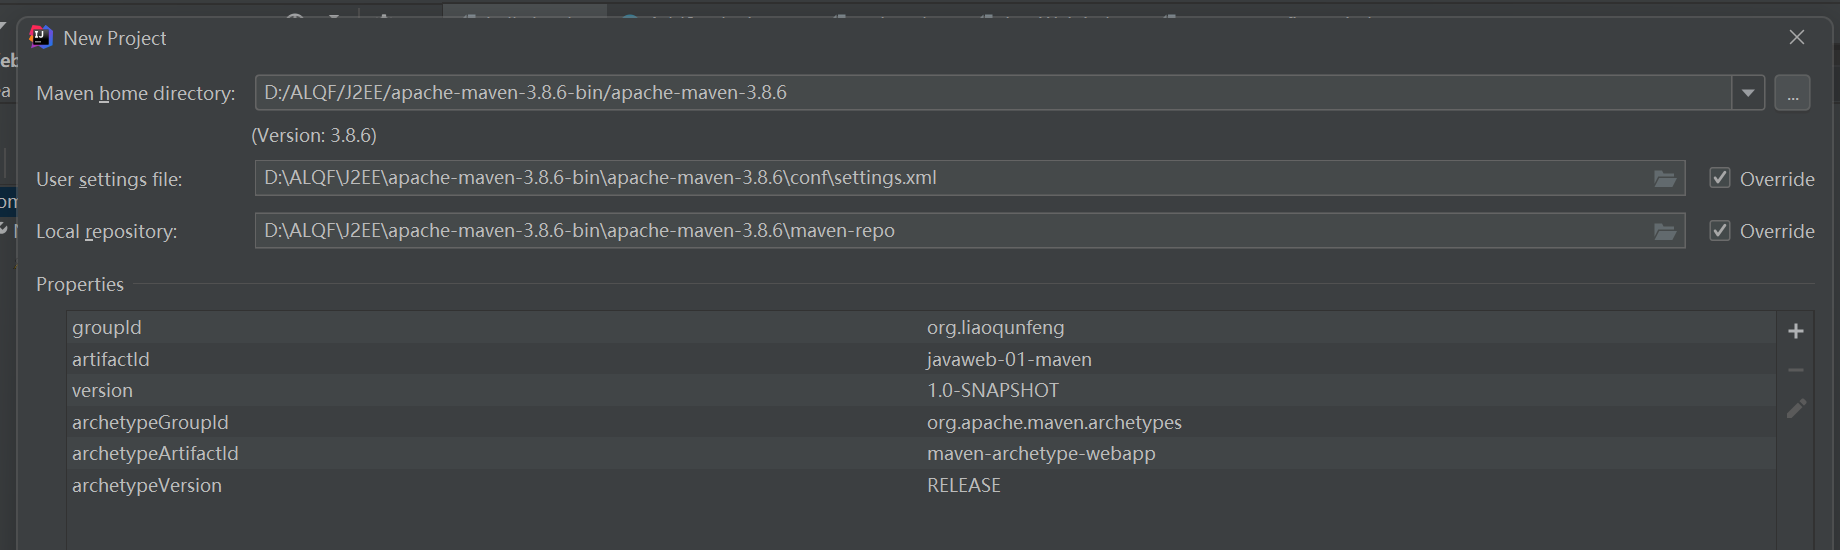 New Project
Maven home directory: D:/ALQF/J2EE/apache-maven-3.8.6-bin/apache-maven-3.8.6 ...
(Version: 3.8.6)
User settings file: D:\ALQF\J2EE\apache-maven-3.8.6-bin\apache-maven-3.8.6\conf\settings.xml Override
Local repository: D:\ALQF\J2EE\apache-maven-3.8.6-bin\apache-maven-3.8.6\maven-repo Override
Properties
groupId org.liaoqunfeng
artifactId javaweb-01-maven
version 1.0-SNAPSHOT
archetypeGroupId org.apache.maven.archetypes
archetypeArtifactId maven-archetype-webapp
archetypeVersion RELEASE